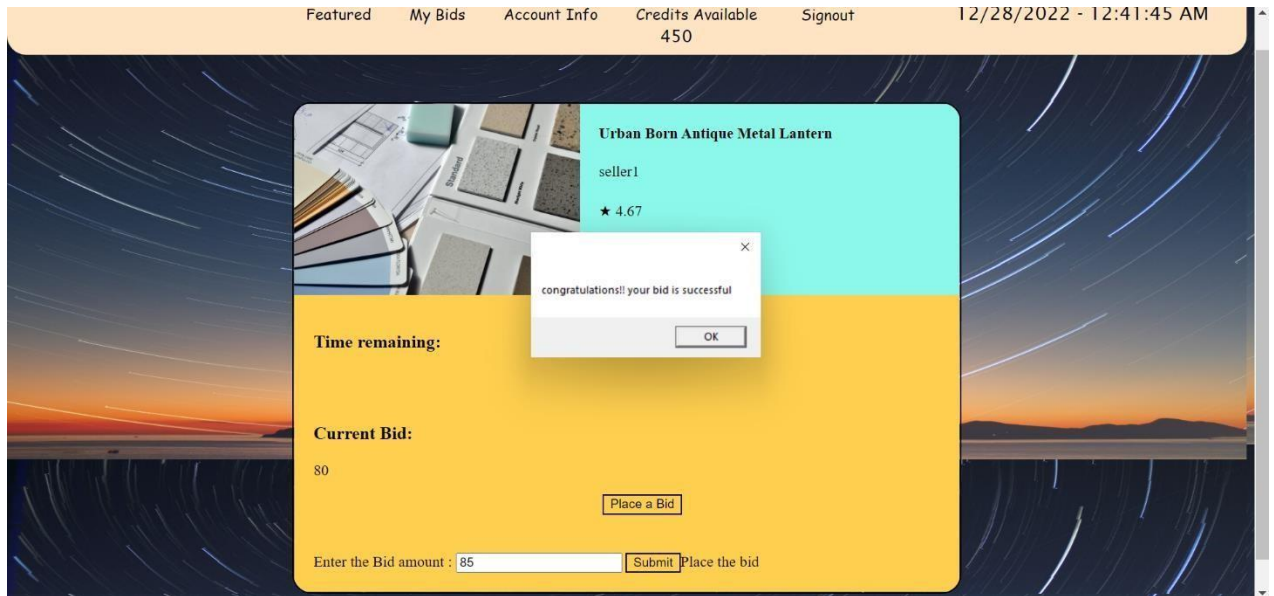 Featured My Bids Account Info Credits Available Signout 12/28/2022 - 12:41:45 AM
450
Urban Born Antique Metal Lantern
seller1
★ 4.67
Standard
×
congratulations!! your bid is successful
OK
Time remaining:
Current Bid:
80
Place a Bid
Enter the Bid amount : 85 Submit Place the bid